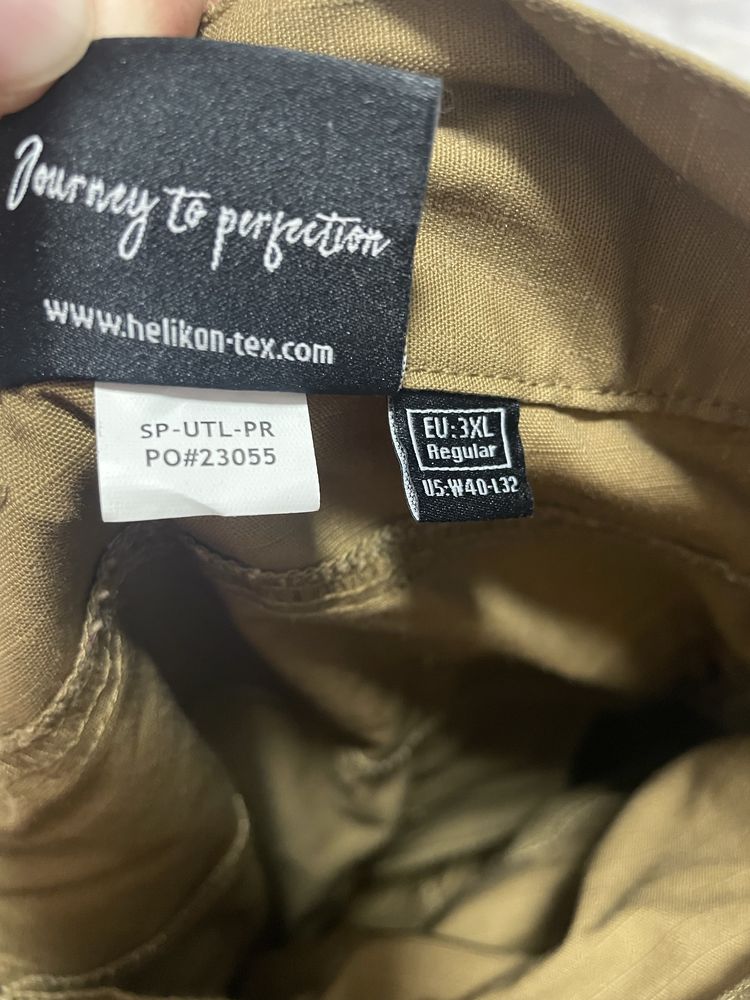 Journey to perfection
www.helikon-tex.com
SP-UTL-PR
PO#23055
EU:3XL
Regular
US:W40-L32